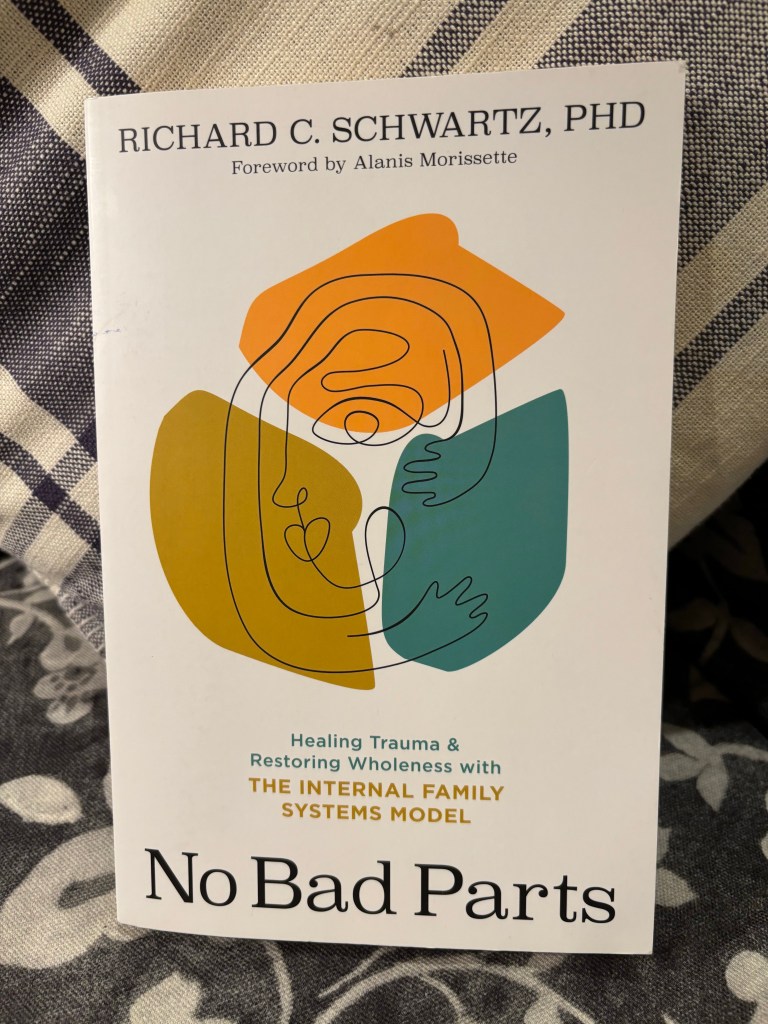 RICHARD C. SCHWARTZ, PHD
Foreword by Alanis Morissette
Healing Trauma &
Restoring Wholeness with
THE INTERNAL FAMILY
SYSTEMS MODEL
No Bad Parts